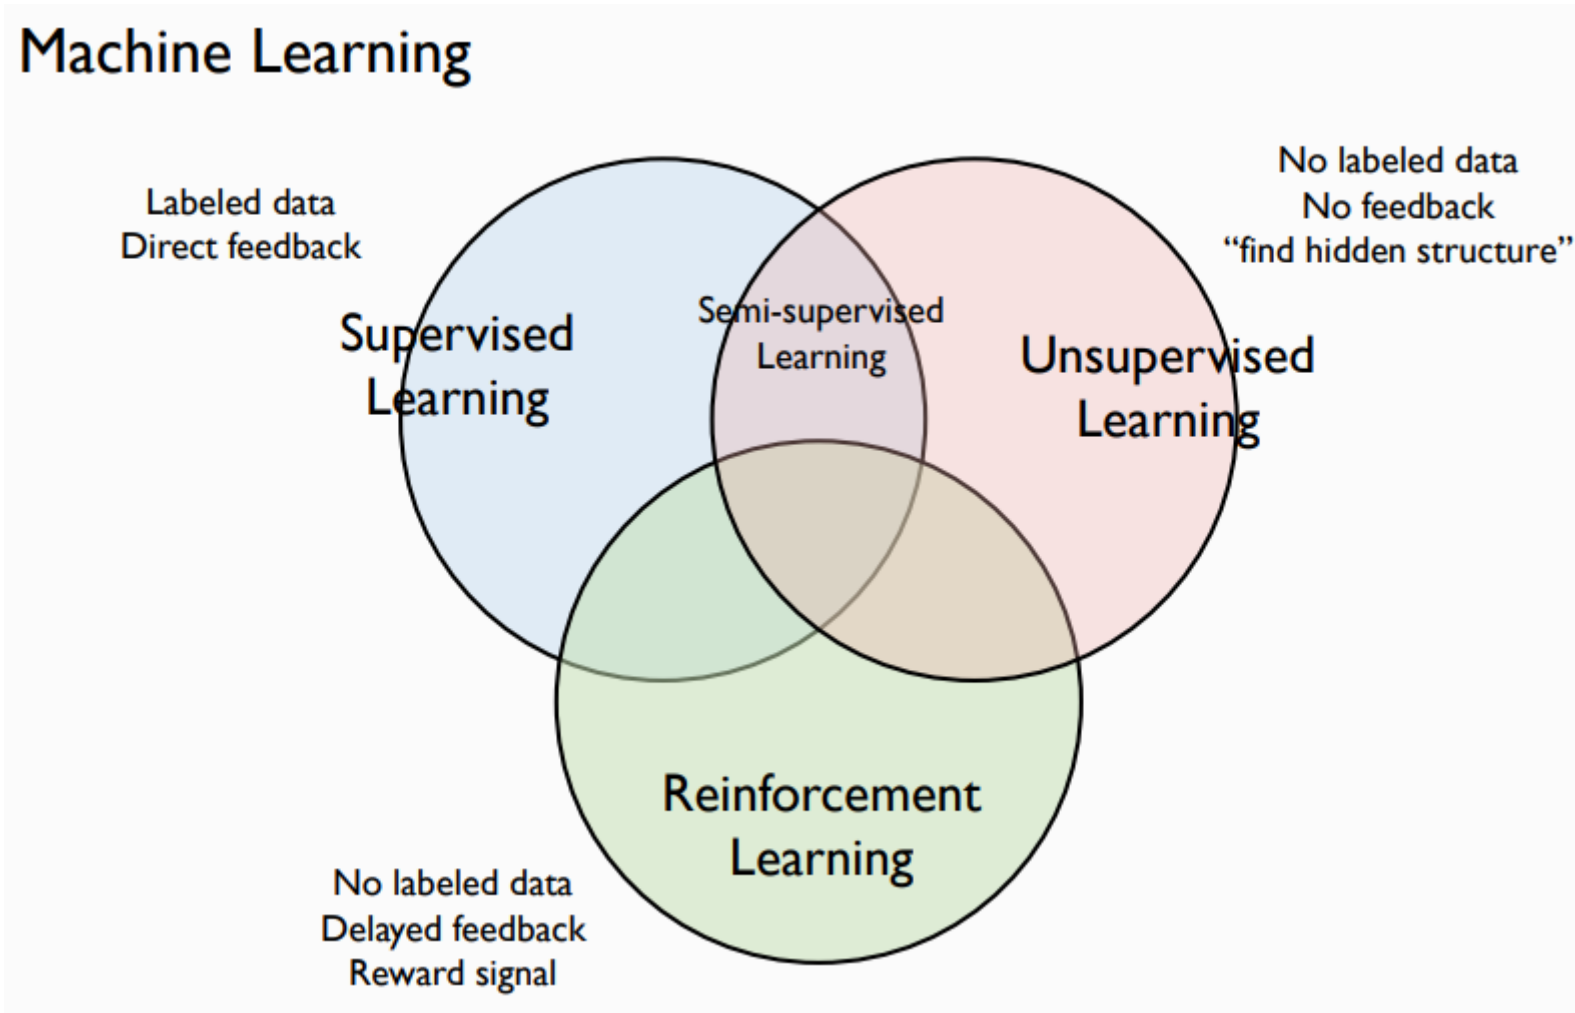 Machine Learning
Labeled data
Direct feedback
No labeled data
No feedback
“find hidden structure”
Supervised
Learning
Semi-supervised
Learning
Unsupervised
Learning
Reinforcement
Learning
No labeled data
Delayed feedback
Reward signal